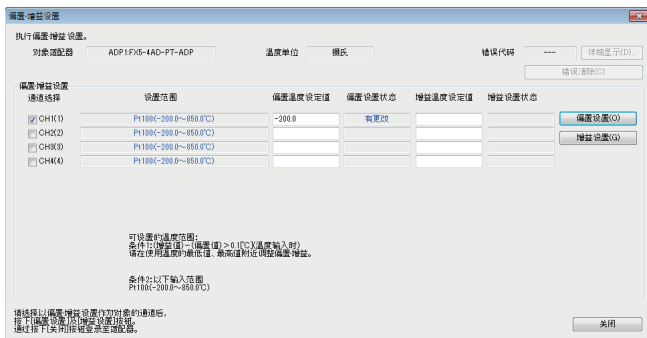 偏置·增益设置
执行偏置·增益设置。
对象适配器 ADP1:FX5-4AD-PT-ADP 温度单位 摄氏 错误代码 --- 详细显示(D)...
错误清除(C)
偏置·增益设置
通道选择 设置范围 偏置温度设定值 偏置设置状态 增益温度设定值 增益设置状态
CH1(1) Pt100(-200.0~850.0℃) -200.0 有更改 偏置设置(O)
CH2(2) Pt100(-200.0~850.0℃) 增益设置(G)
CH3(3) Pt100(-200.0~850.0℃)
CH4(4) Pt100(-200.0~850.0℃)
可设置的温度范围:
条件1:(增益值)-(偏置值)>0.1[℃](温度输入时)
请在使用温度的最低值、最高值附近调整偏置·增益。
条件2:以下输入范围
Pt100(-200.0~850.0℃)
请选择以偏置·增益设置作为对象的通道后,
按下[偏置设置]及[增益设置]按钮。
通过按下[关闭]按钮登录至适配器。
关闭